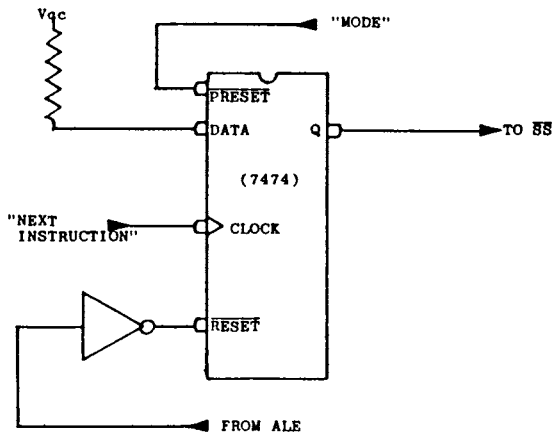 Vcc
"MODE"
PRESET
DATA
Q
TO SS
(7474)
"NEXT
INSTRUCTION"
CLOCK
RESET
FROM ALE